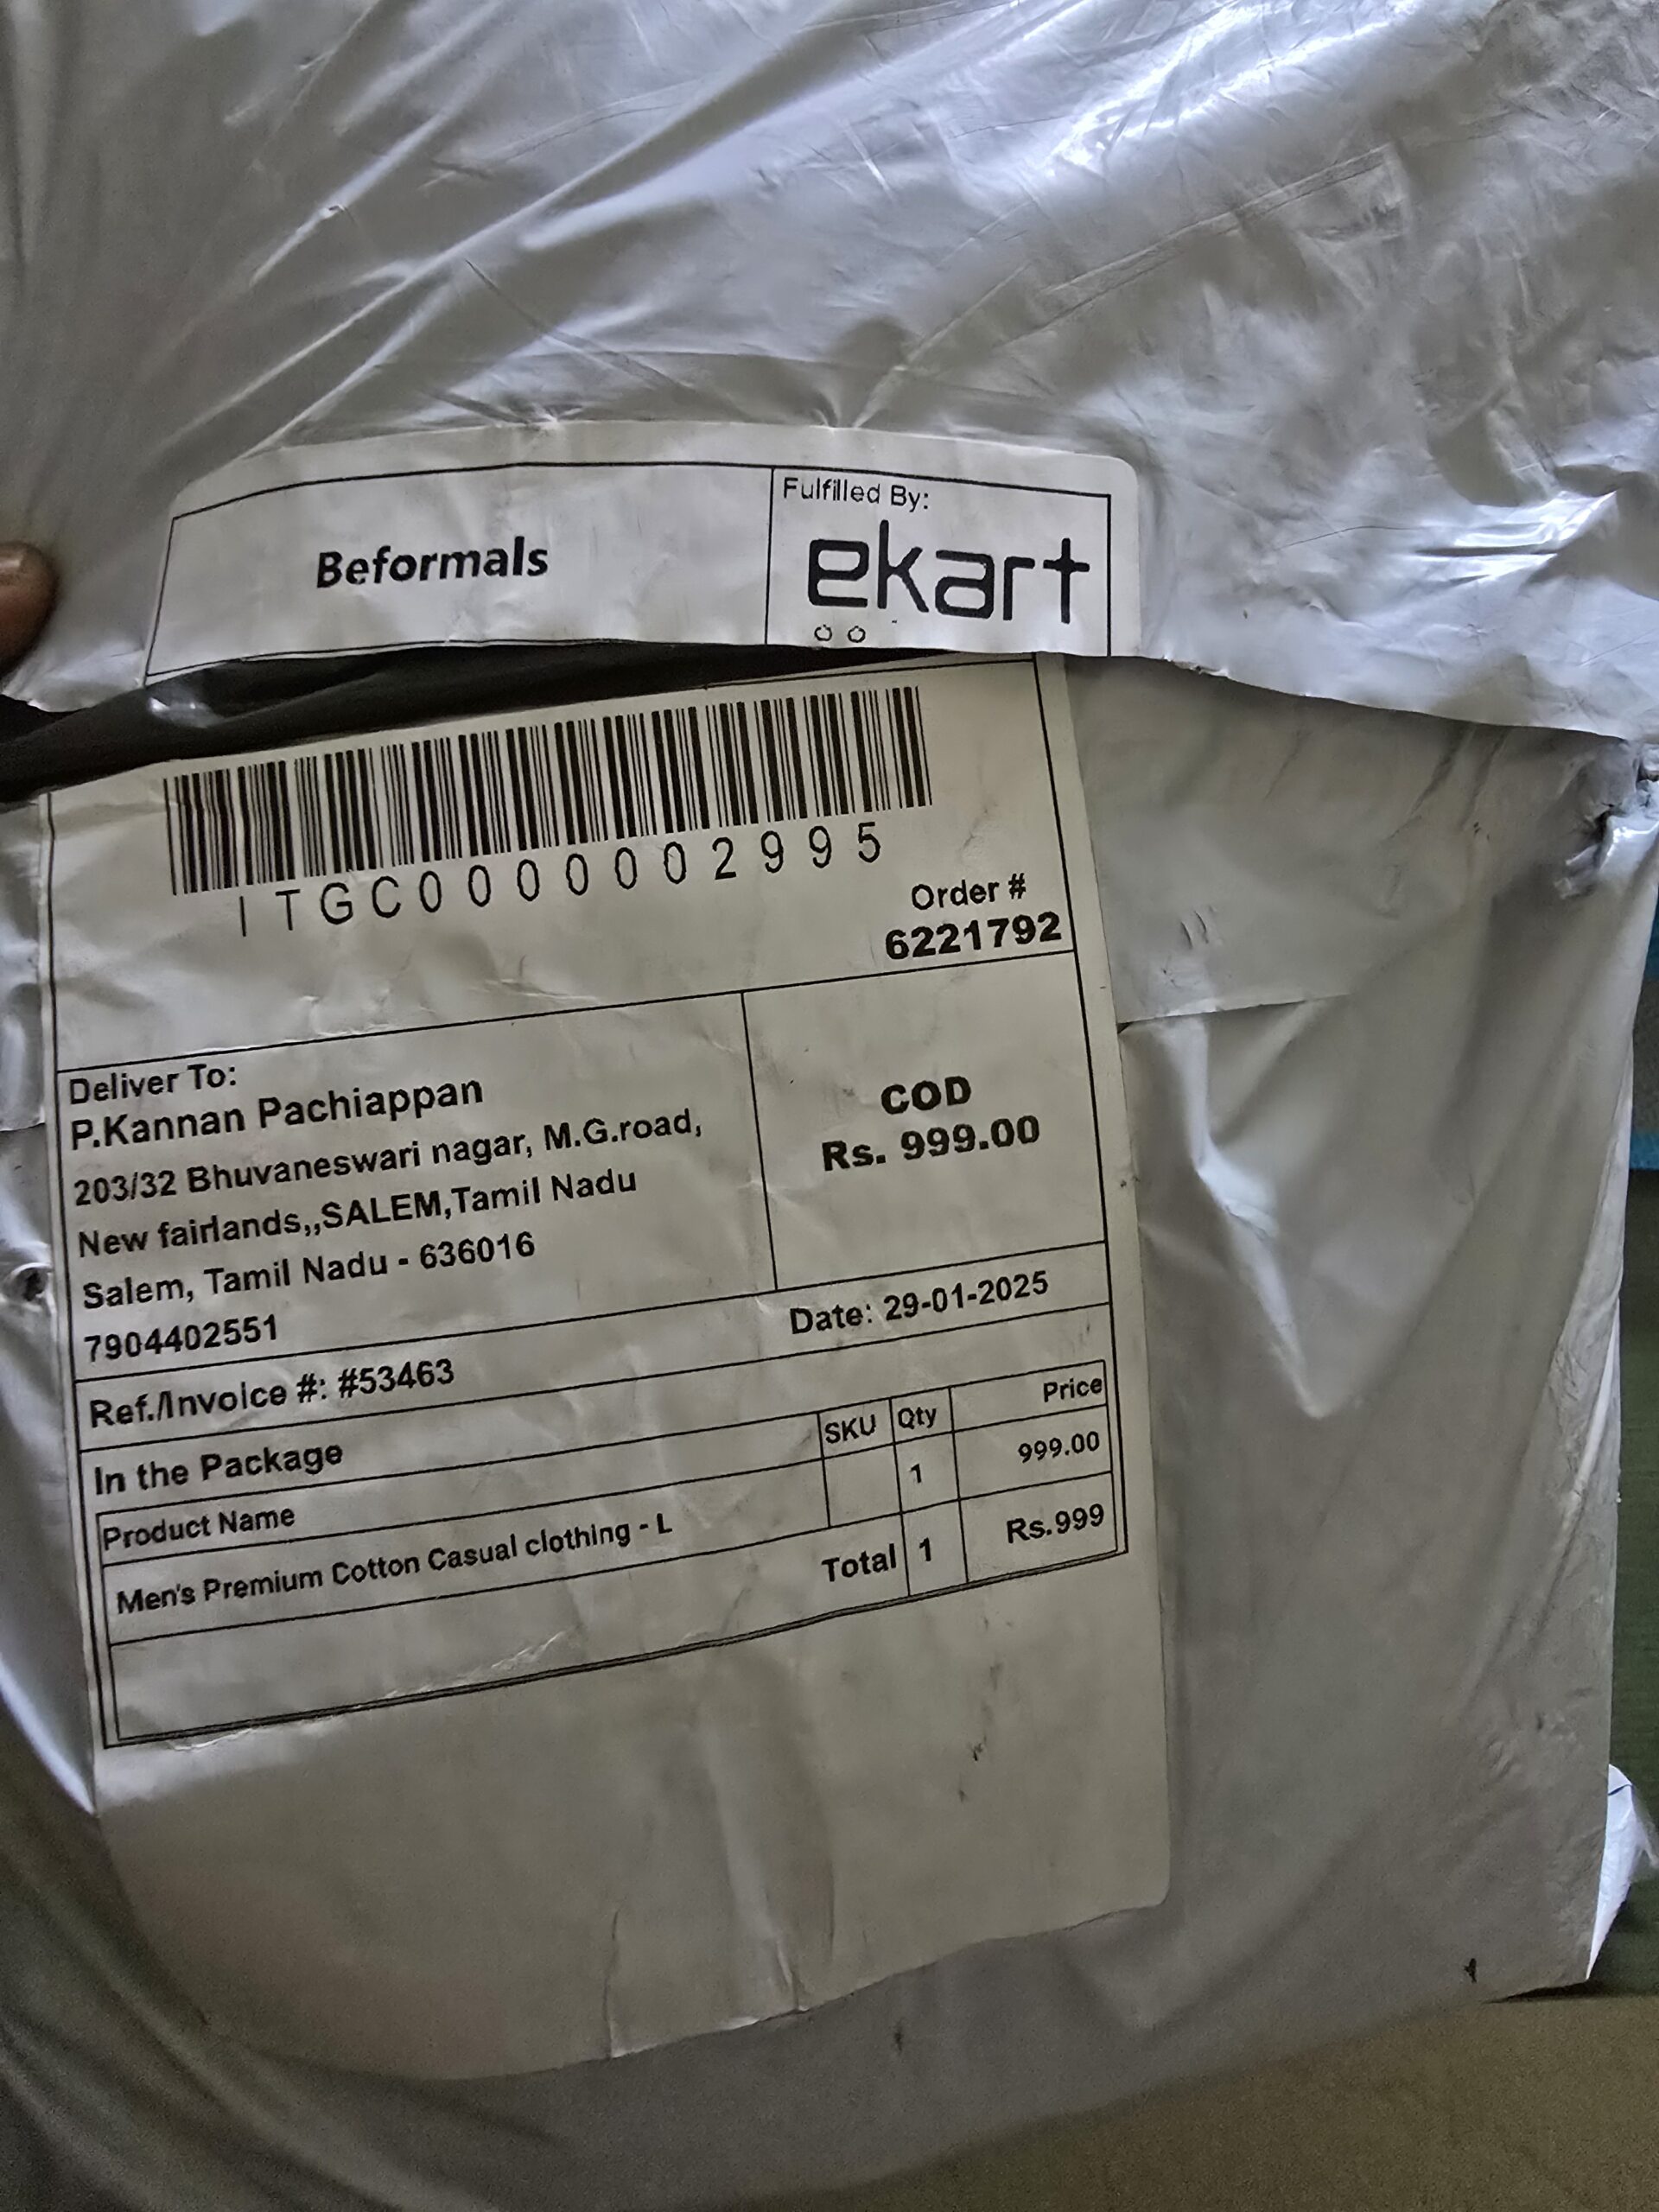 Beformals
Fulfilled By:
ekart
ITGC0000002995
Order #
6221792
Deliver To:
P.Kannan Pachiappan
203/32 Bhuvaneswari nagar, M.G.road,
New fairlands,,SALEM,Tamil Nadu
Salem, Tamil Nadu - 636016
7904402551
COD
Rs. 999.00
Ref./Invoice #: #53463
Date: 29-01-2025
In the Package
Product Name SKU Qty Price
Men's Premium Cotton Casual clothing - L 1 999.00
Total 1 Rs.999